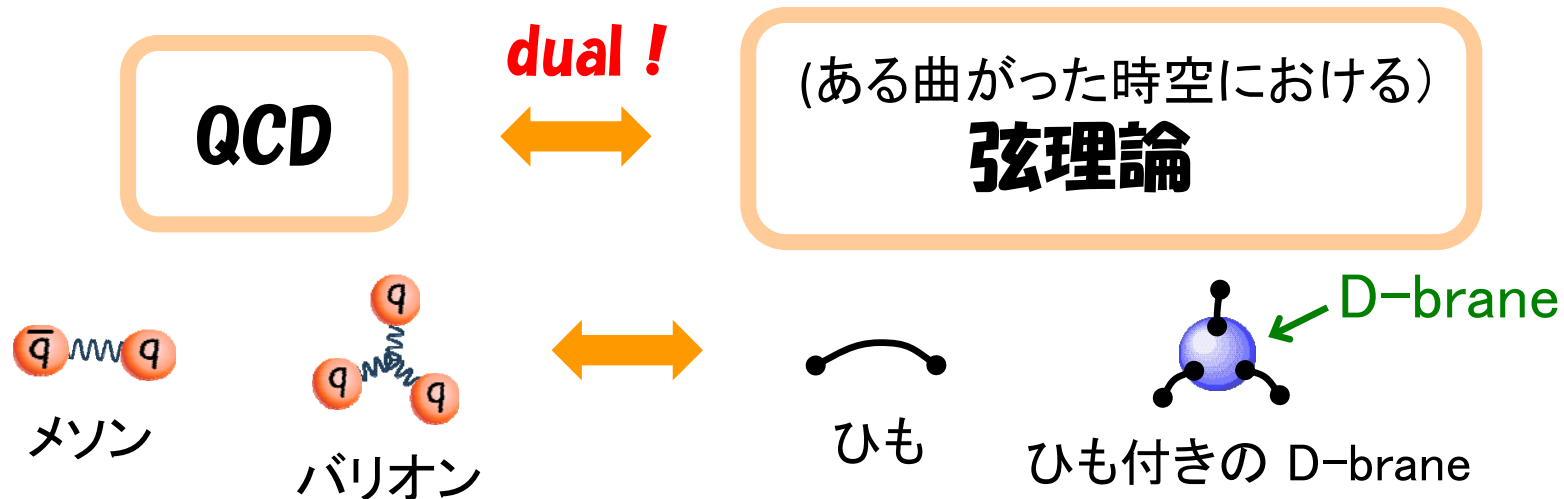 dual !
QCD
(ある曲がった時空における）
弦理論
D-brane
q̅ q
q
q q
メソン
バリオン
ひも
ひも付きの D-brane